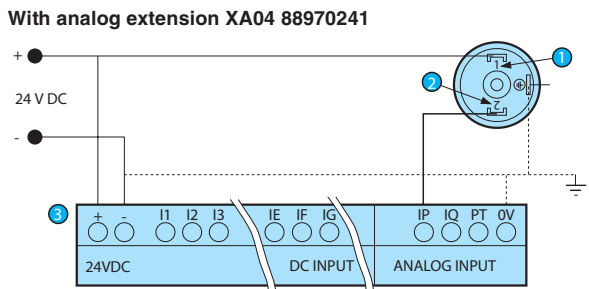 With analog extension XA04 88970241
+
1
1
2
24 V DC
2
-
3
+ - I1 I2 I3 IE IF IG IP IQ PT 0V
24VDC DC INPUT ANALOG INPUT